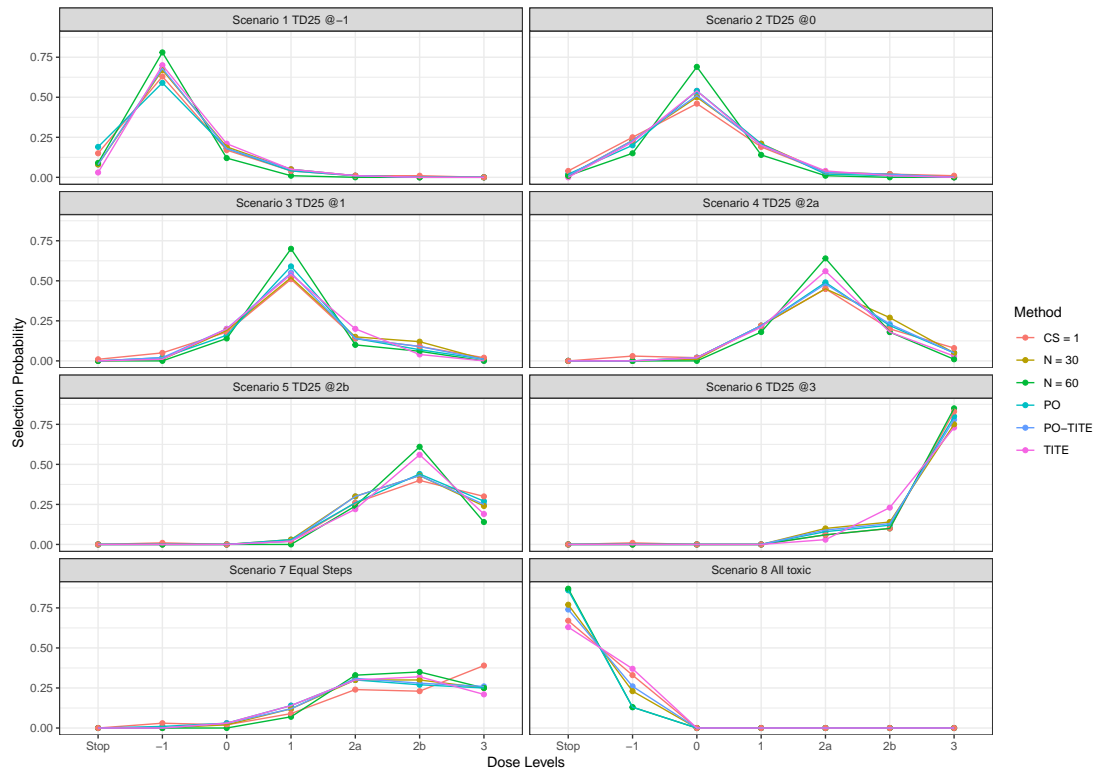 Scenario 1 TD25 @−1
Scenario 2 TD25 @0
0.75
0.50
0.25
0.00
Scenario 3 TD25 @1
Scenario 4 TD25 @2a
0.75
0.50
0.25
0.00
Scenario 5 TD25 @2b
Scenario 6 TD25 @3
0.75
0.50
0.25
0.00
Scenario 7 Equal Steps
Scenario 8 All toxic
0.75
0.50
0.25
0.00
Stop −1 0 1 2a 2b 3
Stop −1 0 1 2a 2b 3
Dose Levels
Selection Probability
Method
CS = 1
N = 30
N = 60
PO
PO−TITE
TITE